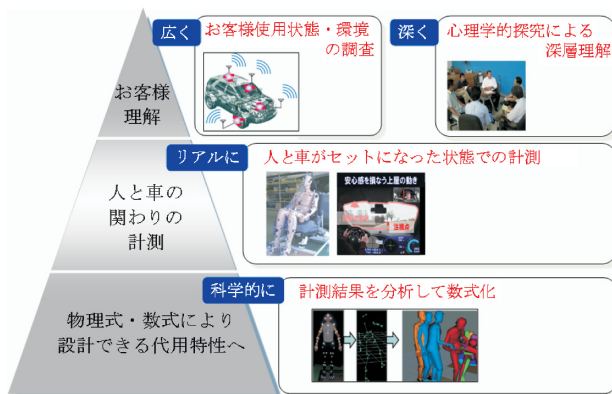 広く
お客様使用状態・環境
の調査
深く
心理学的探究による
深層理解
お客様
理解
リアルに
人と車がセットになった状態での計測
人と車の
関わりの
計測
安心感を損なう上屋の動き
注視点
科学的に
計測結果を分析して数式化
物理式・数式により
設計できる代用特性へ